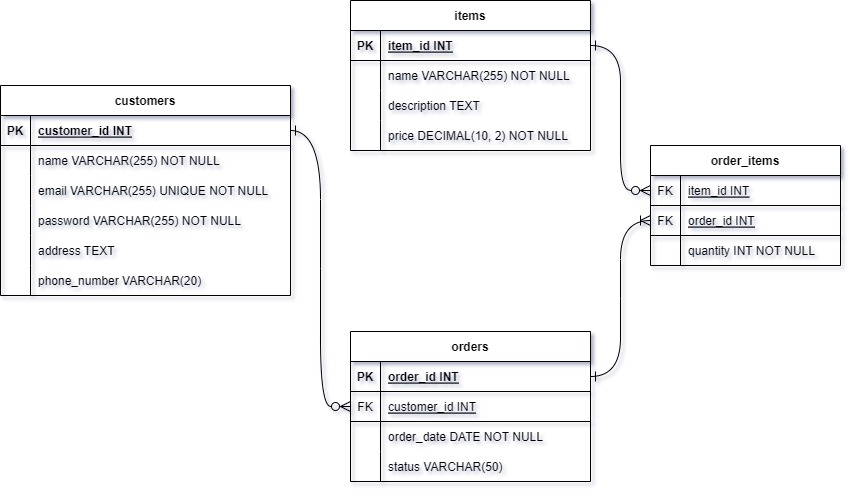 items
PK item_id INT
name VARCHAR(255) NOT NULL
description TEXT
price DECIMAL(10, 2) NOT NULL
customers
PK customer_id INT
name VARCHAR(255) NOT NULL
email VARCHAR(255) UNIQUE NOT NULL
password VARCHAR(255) NOT NULL
address TEXT
phone_number VARCHAR(20)
order_items
FK item_id INT
FK order_id INT
quantity INT NOT NULL
orders
PK order_id INT
FK customer_id INT
order_date DATE NOT NULL
status VARCHAR(50)